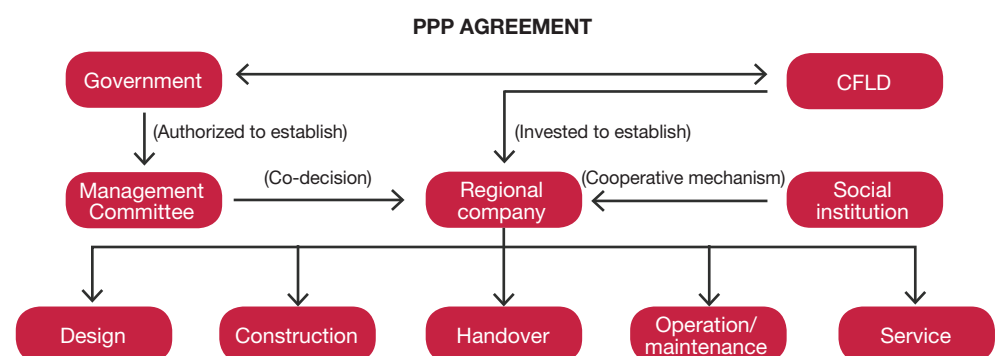 PPP AGREEMENT
Government
CFLD
(Authorized to establish)
(Invested to establish)
Management
Committee
(Co-decision)
Regional
company
(Cooperative mechanism)
Social
institution
Design
Construction
Handover
Operation/
maintenance
Service